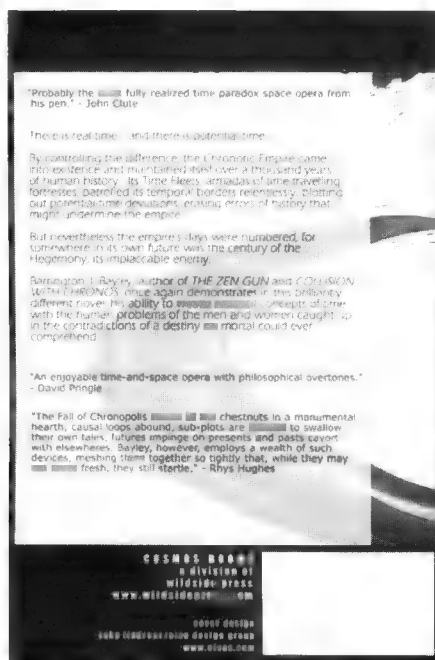 "Probably the fully realized time paradox space opera from
his pen." - John Clute
There is real time and there is potential time
By controlling the difference, the Chronotic Empire came
into existence and maintained itself over a thousand years
of human history. Its Time Fleets, armadas of time-travelling
fortresses, patrolled its temporal borders relentlessly, blotting
out potential time deviations, erasing errors of history that
might undermine the empire.
But nevertheless the empire's days were numbered, for
somewhere in its own future was the century of the
Hegemony, its implaccable enemy.
Barrington J. Bayley, author of THE ZEN GUN and COLLISION
WITH CHRONOS, once again demonstrates in this brilliantly
different novel his ability to concepts of time
with the human problems of the men and women caught up
in the contradictions of a destiny mortal could ever
comprehend.
"An enjoyable time-and-space opera with philosophical overtones."
- David Pringle
"The Fall of Chronopolis chestnuts in a monumental
hearth, causal loops abound, sub-plots are to swallow
their own tales, futures impinge on presents and pasts cavort
with elsewheres. Bayley, however, employs a wealth of such
devices, meshing them together so tightly that, while they may
fresh, they still startle." - Rhys Hughes
COSMOS
a division of
wildside press
cover design
design group